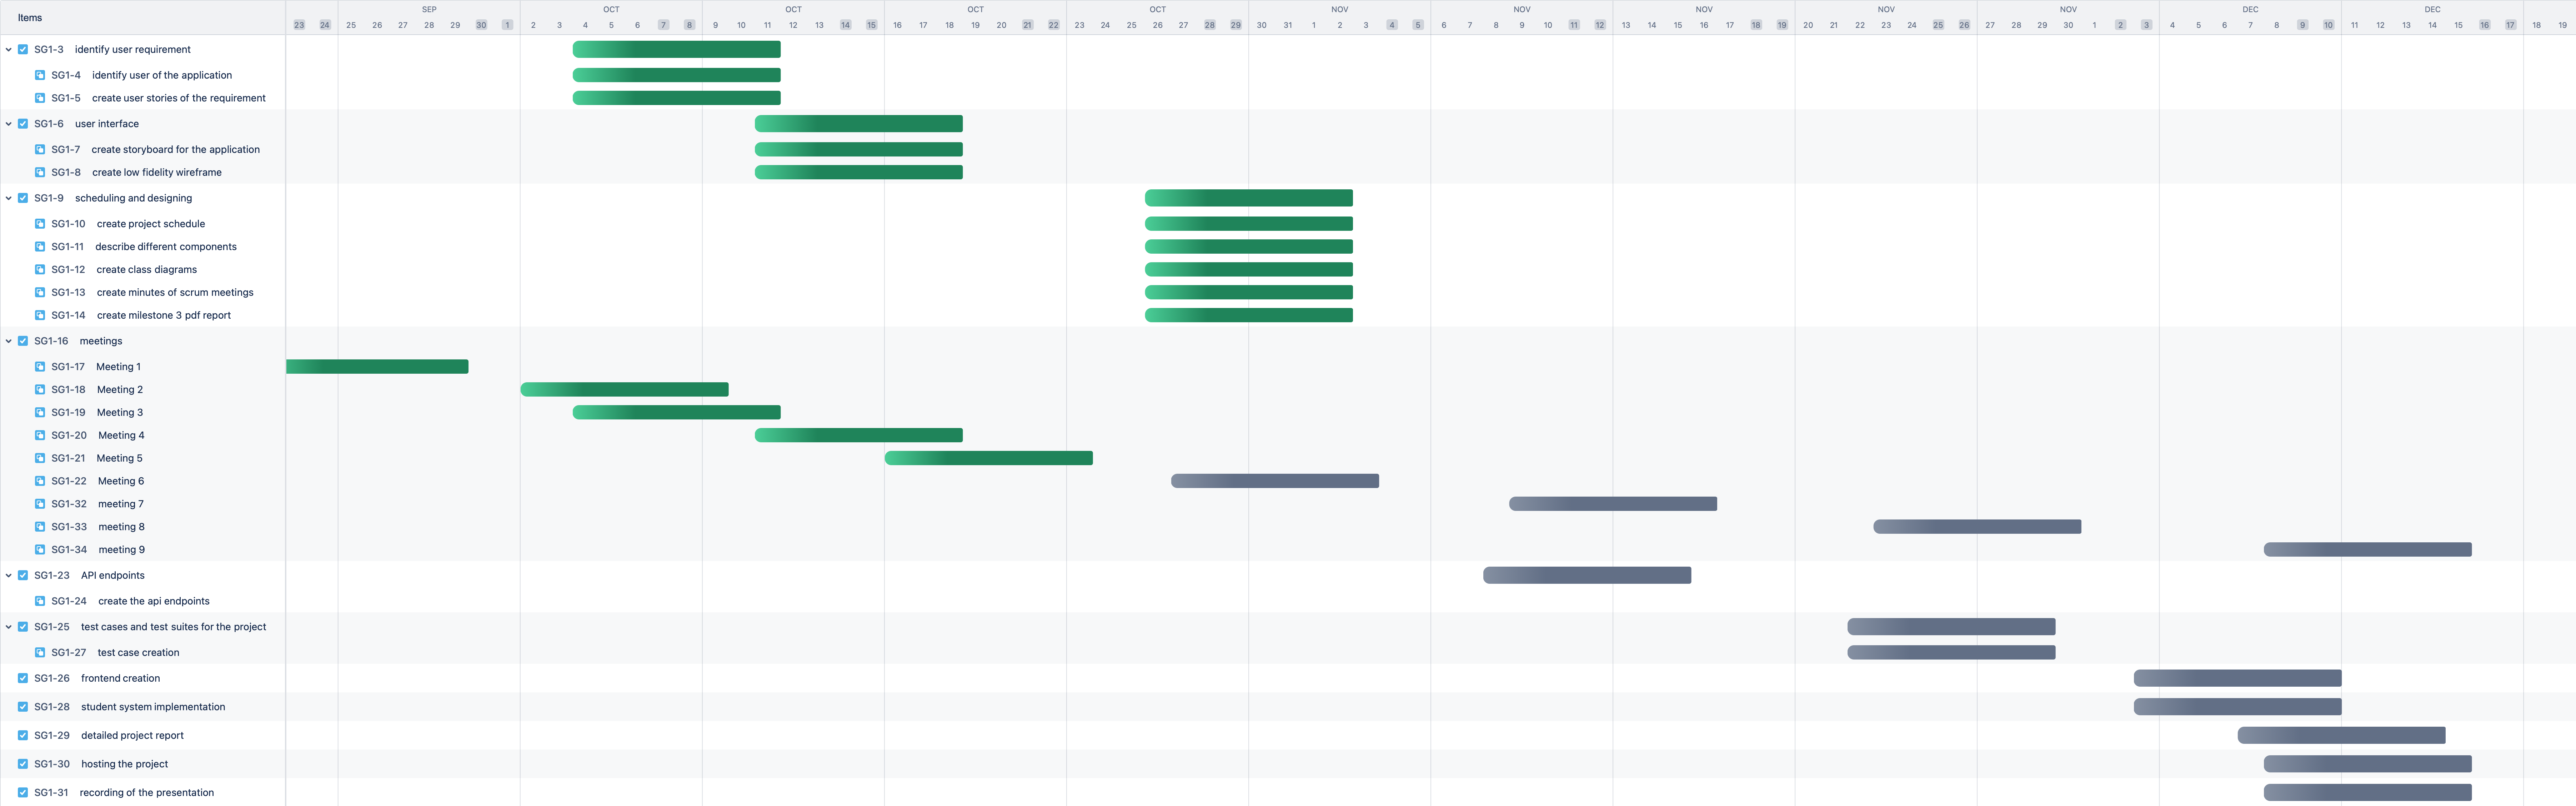 Items SEP OCT OCT OCT OCT NOV NOV NOV NOV NOV DEC DEC
23 24 25 26 27 28 29 30 1 2 3 4 5 6 7 8 9 10 11 12 13 14 15 16 17 18 19 20 21 22 23 24 25 26 27 28 29 30 31 1 2 3 4 5 6 7 8 9 10 11 12 13 14 15 16 17 18 19 20 21 22 23 24 25 26 27 28 29 30 1 2 3 4 5 6 7 8 9 10 11 12 13 14 15 16 17 18 19
SG1-3 identify user requirement
SG1-4 identify user of the application
SG1-5 create user stories of the requirement
SG1-6 user interface
SG1-7 create storyboard for the application
SG1-8 create low fidelity wireframe
SG1-9 scheduling and designing
SG1-10 create project schedule
SG1-11 describe different components
SG1-12 create class diagrams
SG1-13 create minutes of scrum meetings
SG1-14 create milestone 3 pdf report
SG1-16 meetings
SG1-17 Meeting 1
SG1-18 Meeting 2
SG1-19 Meeting 3
SG1-20 Meeting 4
SG1-21 Meeting 5
SG1-22 Meeting 6
SG1-32 meeting 7
SG1-33 meeting 8
SG1-34 meeting 9
SG1-23 API endpoints
SG1-24 create the api endpoints
SG1-25 test cases and test suites for the project
SG1-27 test case creation
SG1-26 frontend creation
SG1-28 student system implementation
SG1-29 detailed project report
SG1-30 hosting the project
SG1-31 recording of the presentation